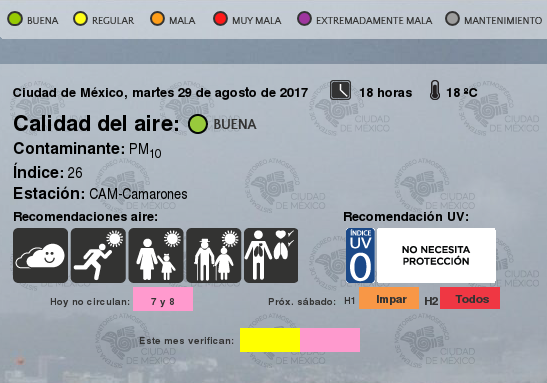 BUENA REGULAR MALA MUY MALA EXTREMADAMENTE MALA MANTENIMIENTO
Ciudad de México, martes 29 de agosto de 2017 18 horas 18 ºC
Calidad del aire: BUENA
Contaminante: PM10
Índice: 26
Estación: CAM-Camarones
Recomendaciones aire: Recomendación UV:
ÍNDICE
UV
0
NO NECESITA
PROTECCIÓN
Hoy no circulan: 7 y 8 Próx. sábado: H1 Impar H2 Todos
Este mes verifican: